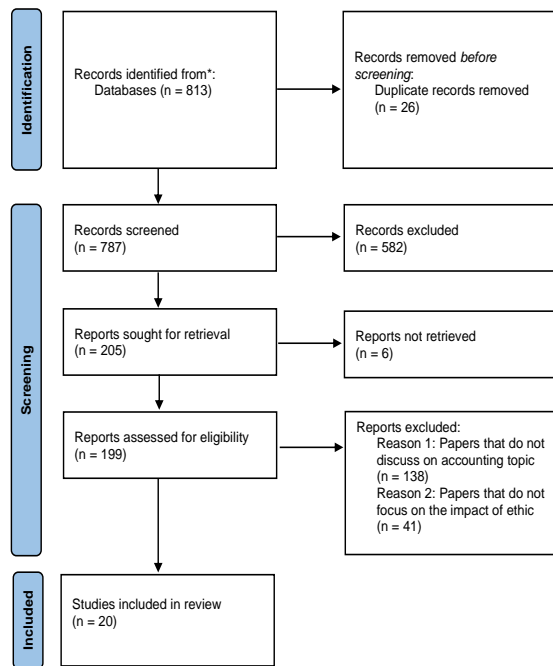 Identification
Records identified from*:
Databases (n = 813)
Records removed before
screening:
Duplicate records removed
(n = 26)
Screening
Records screened
(n = 787)
Records excluded
(n = 582)
Reports sought for retrieval
(n = 205)
Reports not retrieved
(n = 6)
Reports assessed for eligibility
(n = 199)
Reports excluded:
Reason 1: Papers that do not
discuss on accounting topic
(n = 138)
Reason 2: Papers that do not
focus on the impact of ethic
(n = 41)
Included
Studies included in review
(n = 20)